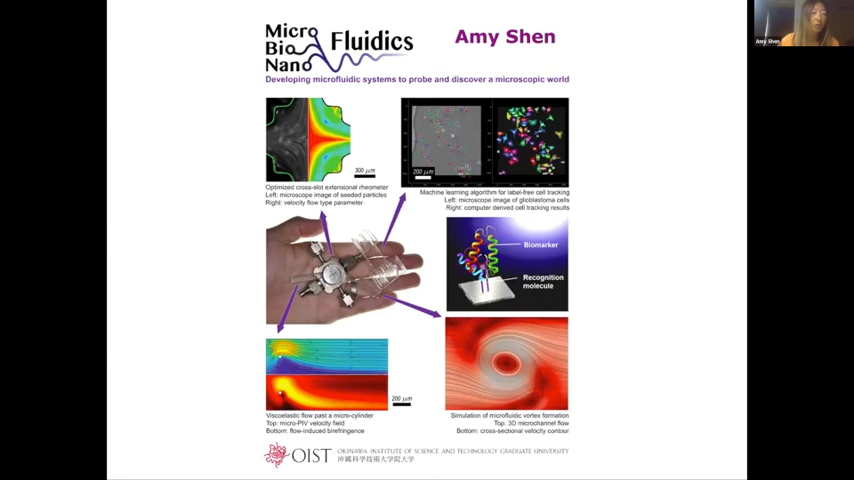 Micro
Bio
Nano
Fluidics
Amy Shen
Developing microfluidic systems to probe and discover a microscopic world
300 µm
200 µm
Optimized cross-slot extensional rheometer
Left: microscope image of seeded particles
Right: velocity flow type parameter
Machine learning algorithm for label-free cell tracking
Left: microscope image of glioblastoma cells
Right: computer derived cell tracking results
Biomarker
Recognition
molecule
200 µm
Viscoelastic flow past a micro-cylinder
Top: micro-PIV velocity field
Bottom: flow-induced birefringence
Simulation of microfluidic vortex formation
Top: 3D microchannel flow
Bottom: cross-sectional velocity contour
OIST
OKINAWA INSTITUTE OF SCIENCE AND TECHNOLOGY GRADUATE UNIVERSITY
沖縄科学技術大学院大学
Amy Shen